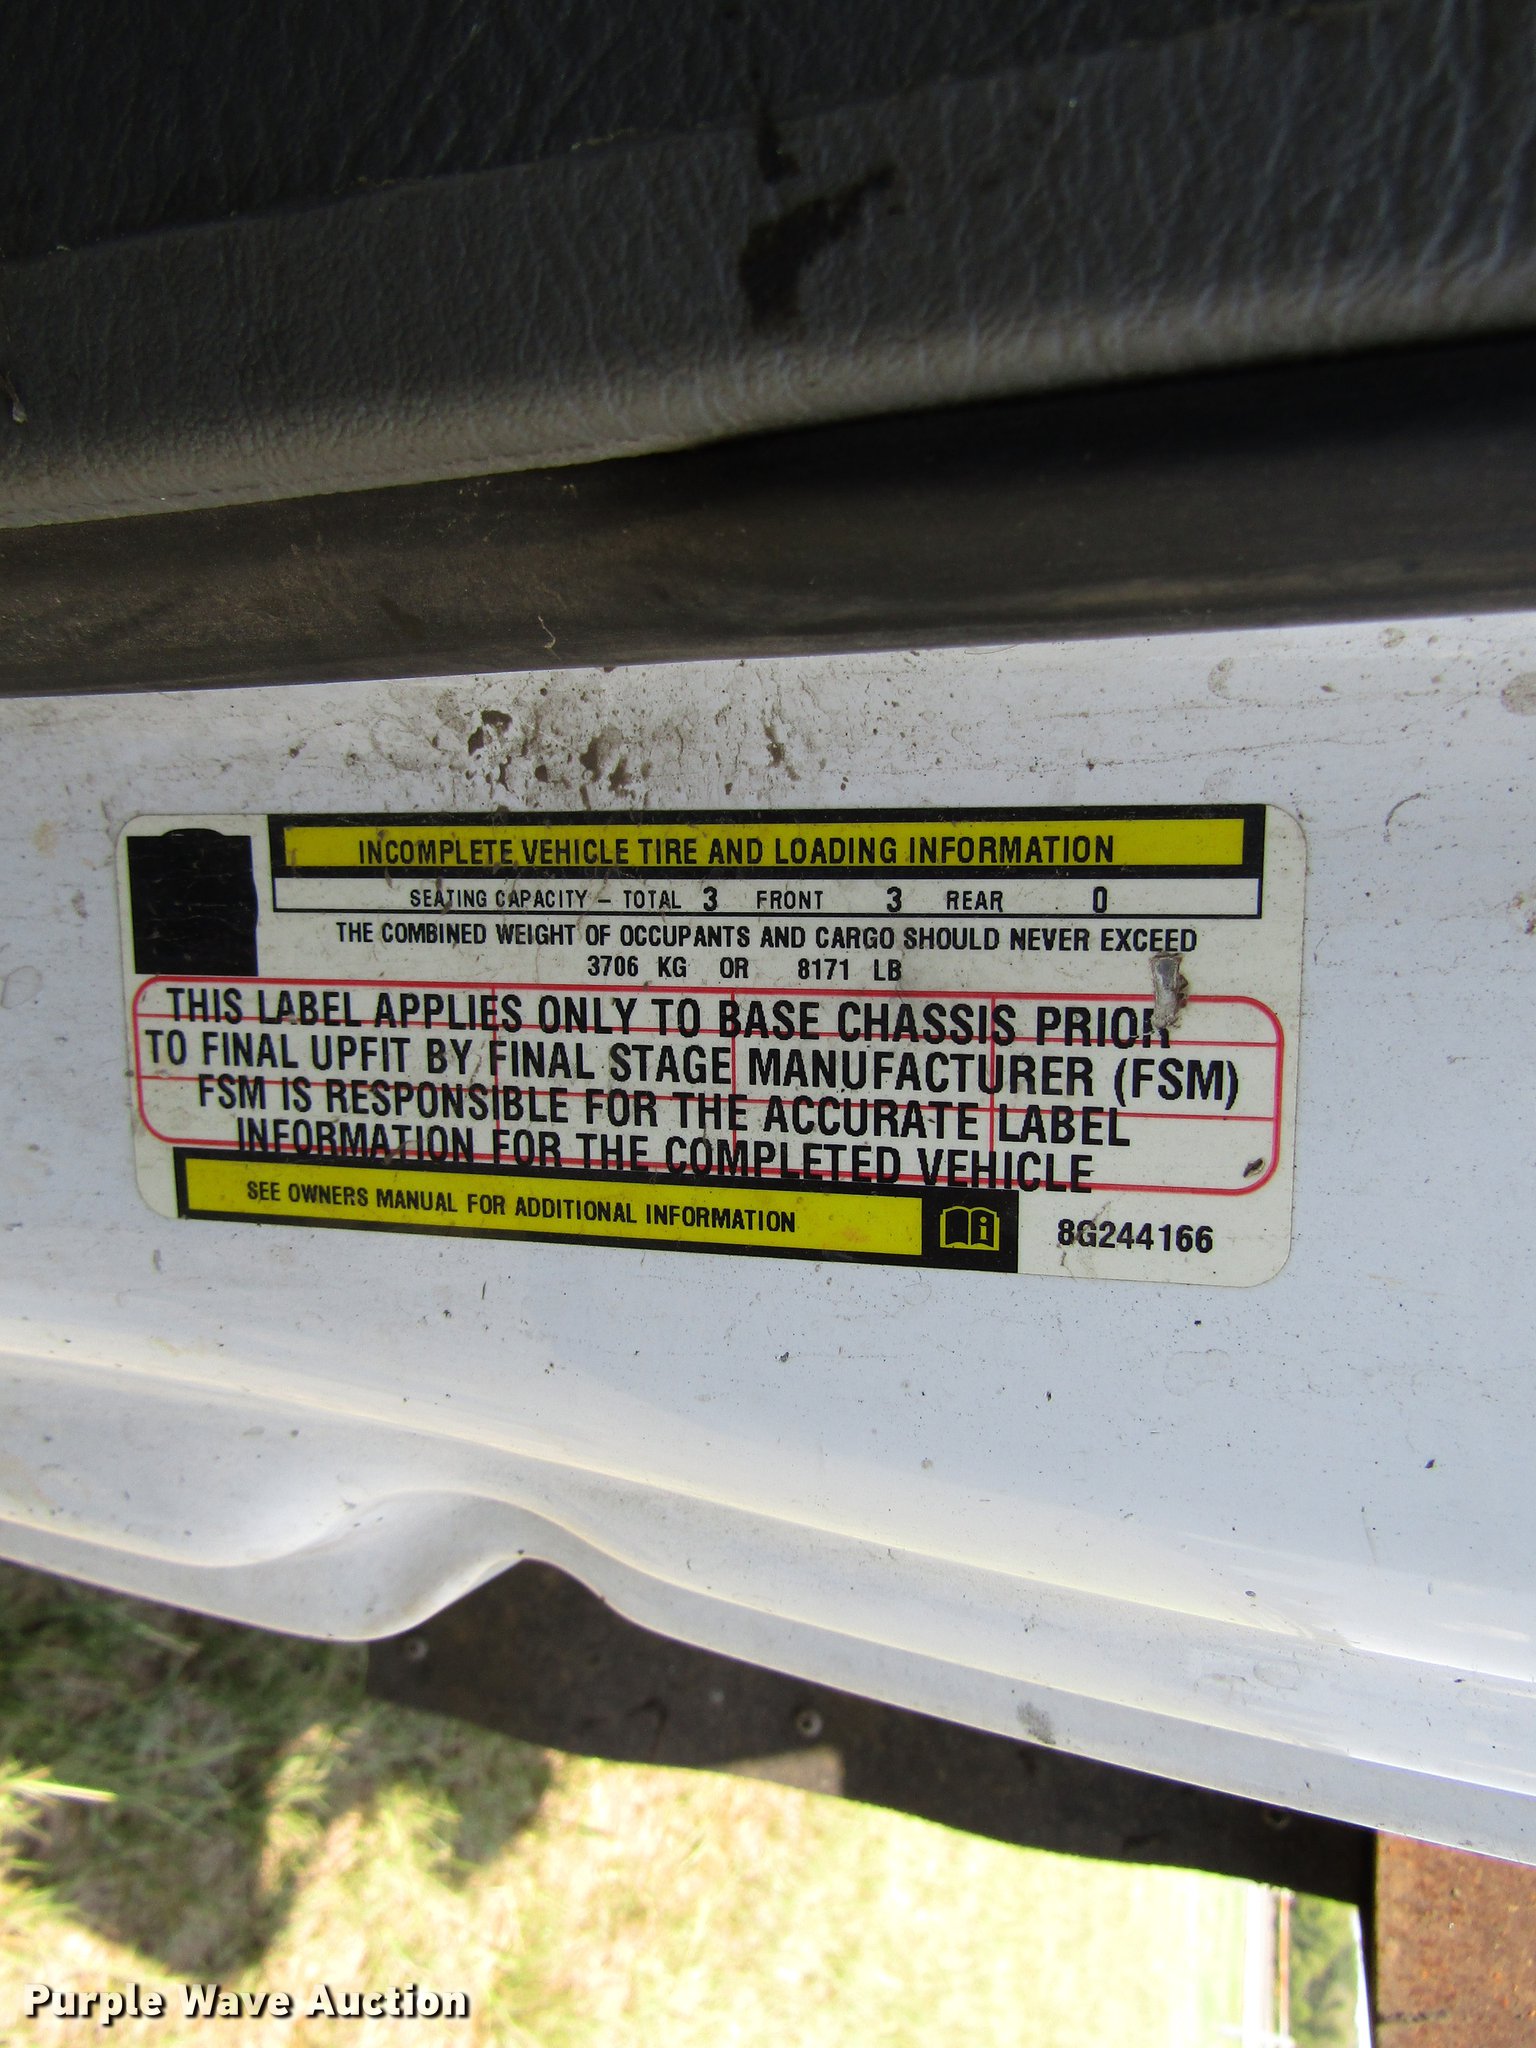 INCOMPLETE VEHICLE TIRE AND LOADING INFORMATION
SEATING CAPACITY – TOTAL 3 FRONT 3 REAR 0
THE COMBINED WEIGHT OF OCCUPANTS AND CARGO SHOULD NEVER EXCEED
3706 KG OR 8171 LB
THIS LABEL APPLIES ONLY TO BASE CHASSIS PRIOR
TO FINAL UPFIT BY FINAL STAGE MANUFACTURER (FSM)
FSM IS RESPONSIBLE FOR THE ACCURATE LABEL
INFORMATION FOR THE COMPLETED VEHICLE
SEE OWNERS MANUAL FOR ADDITIONAL INFORMATION
8G244166
Purple Wave Auction